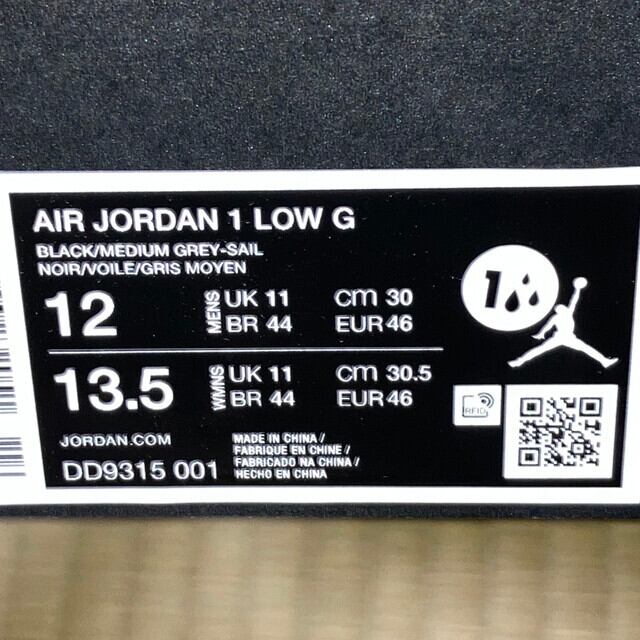 AIR JORDAN 1 LOW G
BLACK/MEDIUM GREY-SAIL
NOIR/VOILE/GRIS MOYEN
12 MENS UK 11 cm 30
BR 44 EUR 46
13.5 WMNS UK 11 cm 30.5
BR 44 EUR 46
1
RFID
JORDAN.COM
DD9315 001
MADE IN CHINA /
FABRIQUE EN CHINE /
FABRICADO NA CHINA /
HECHO EN CHINA